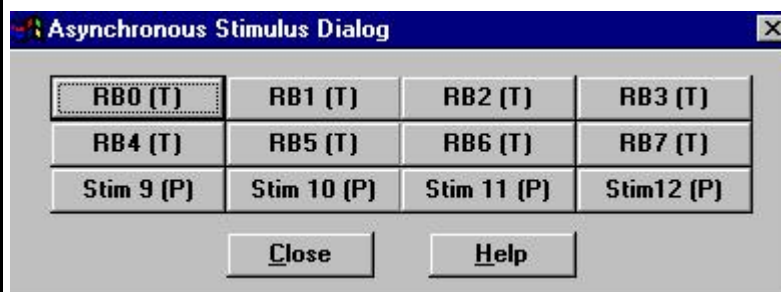 Asynchronous Stimulus Dialog
RB0 (T) RB1 (T) RB2 (T) RB3 (T)
RB4 (T) RB5 (T) RB6 (T) RB7 (T)
Stim 9 (P) Stim 10 (P) Stim 11 (P) Stim12 (P)
Close Help